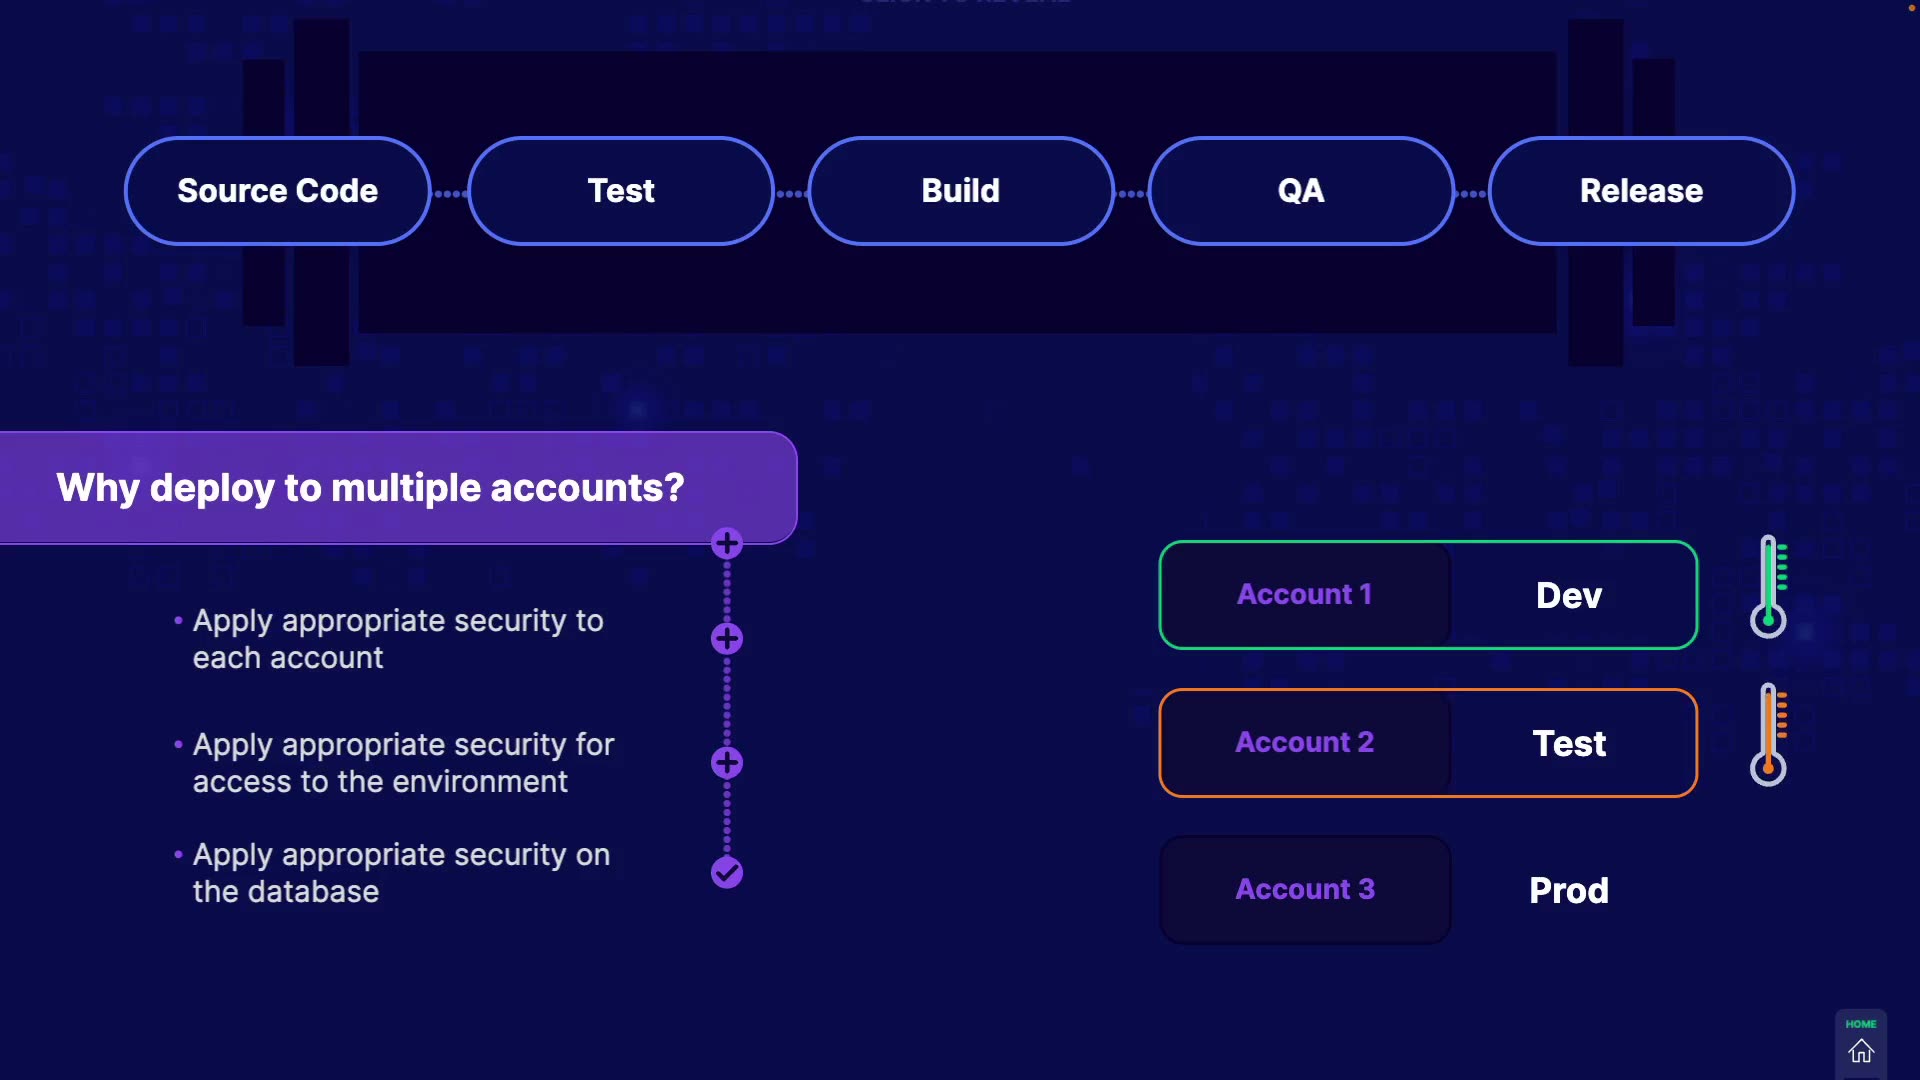 Source Code
Test
Build
QA
Release
Why deploy to multiple accounts?
• Apply appropriate security to
each account
• Apply appropriate security for
access to the environment
• Apply appropriate security on
the database
Account 1
Dev
Account 2
Test
Account 3
Prod
HOME